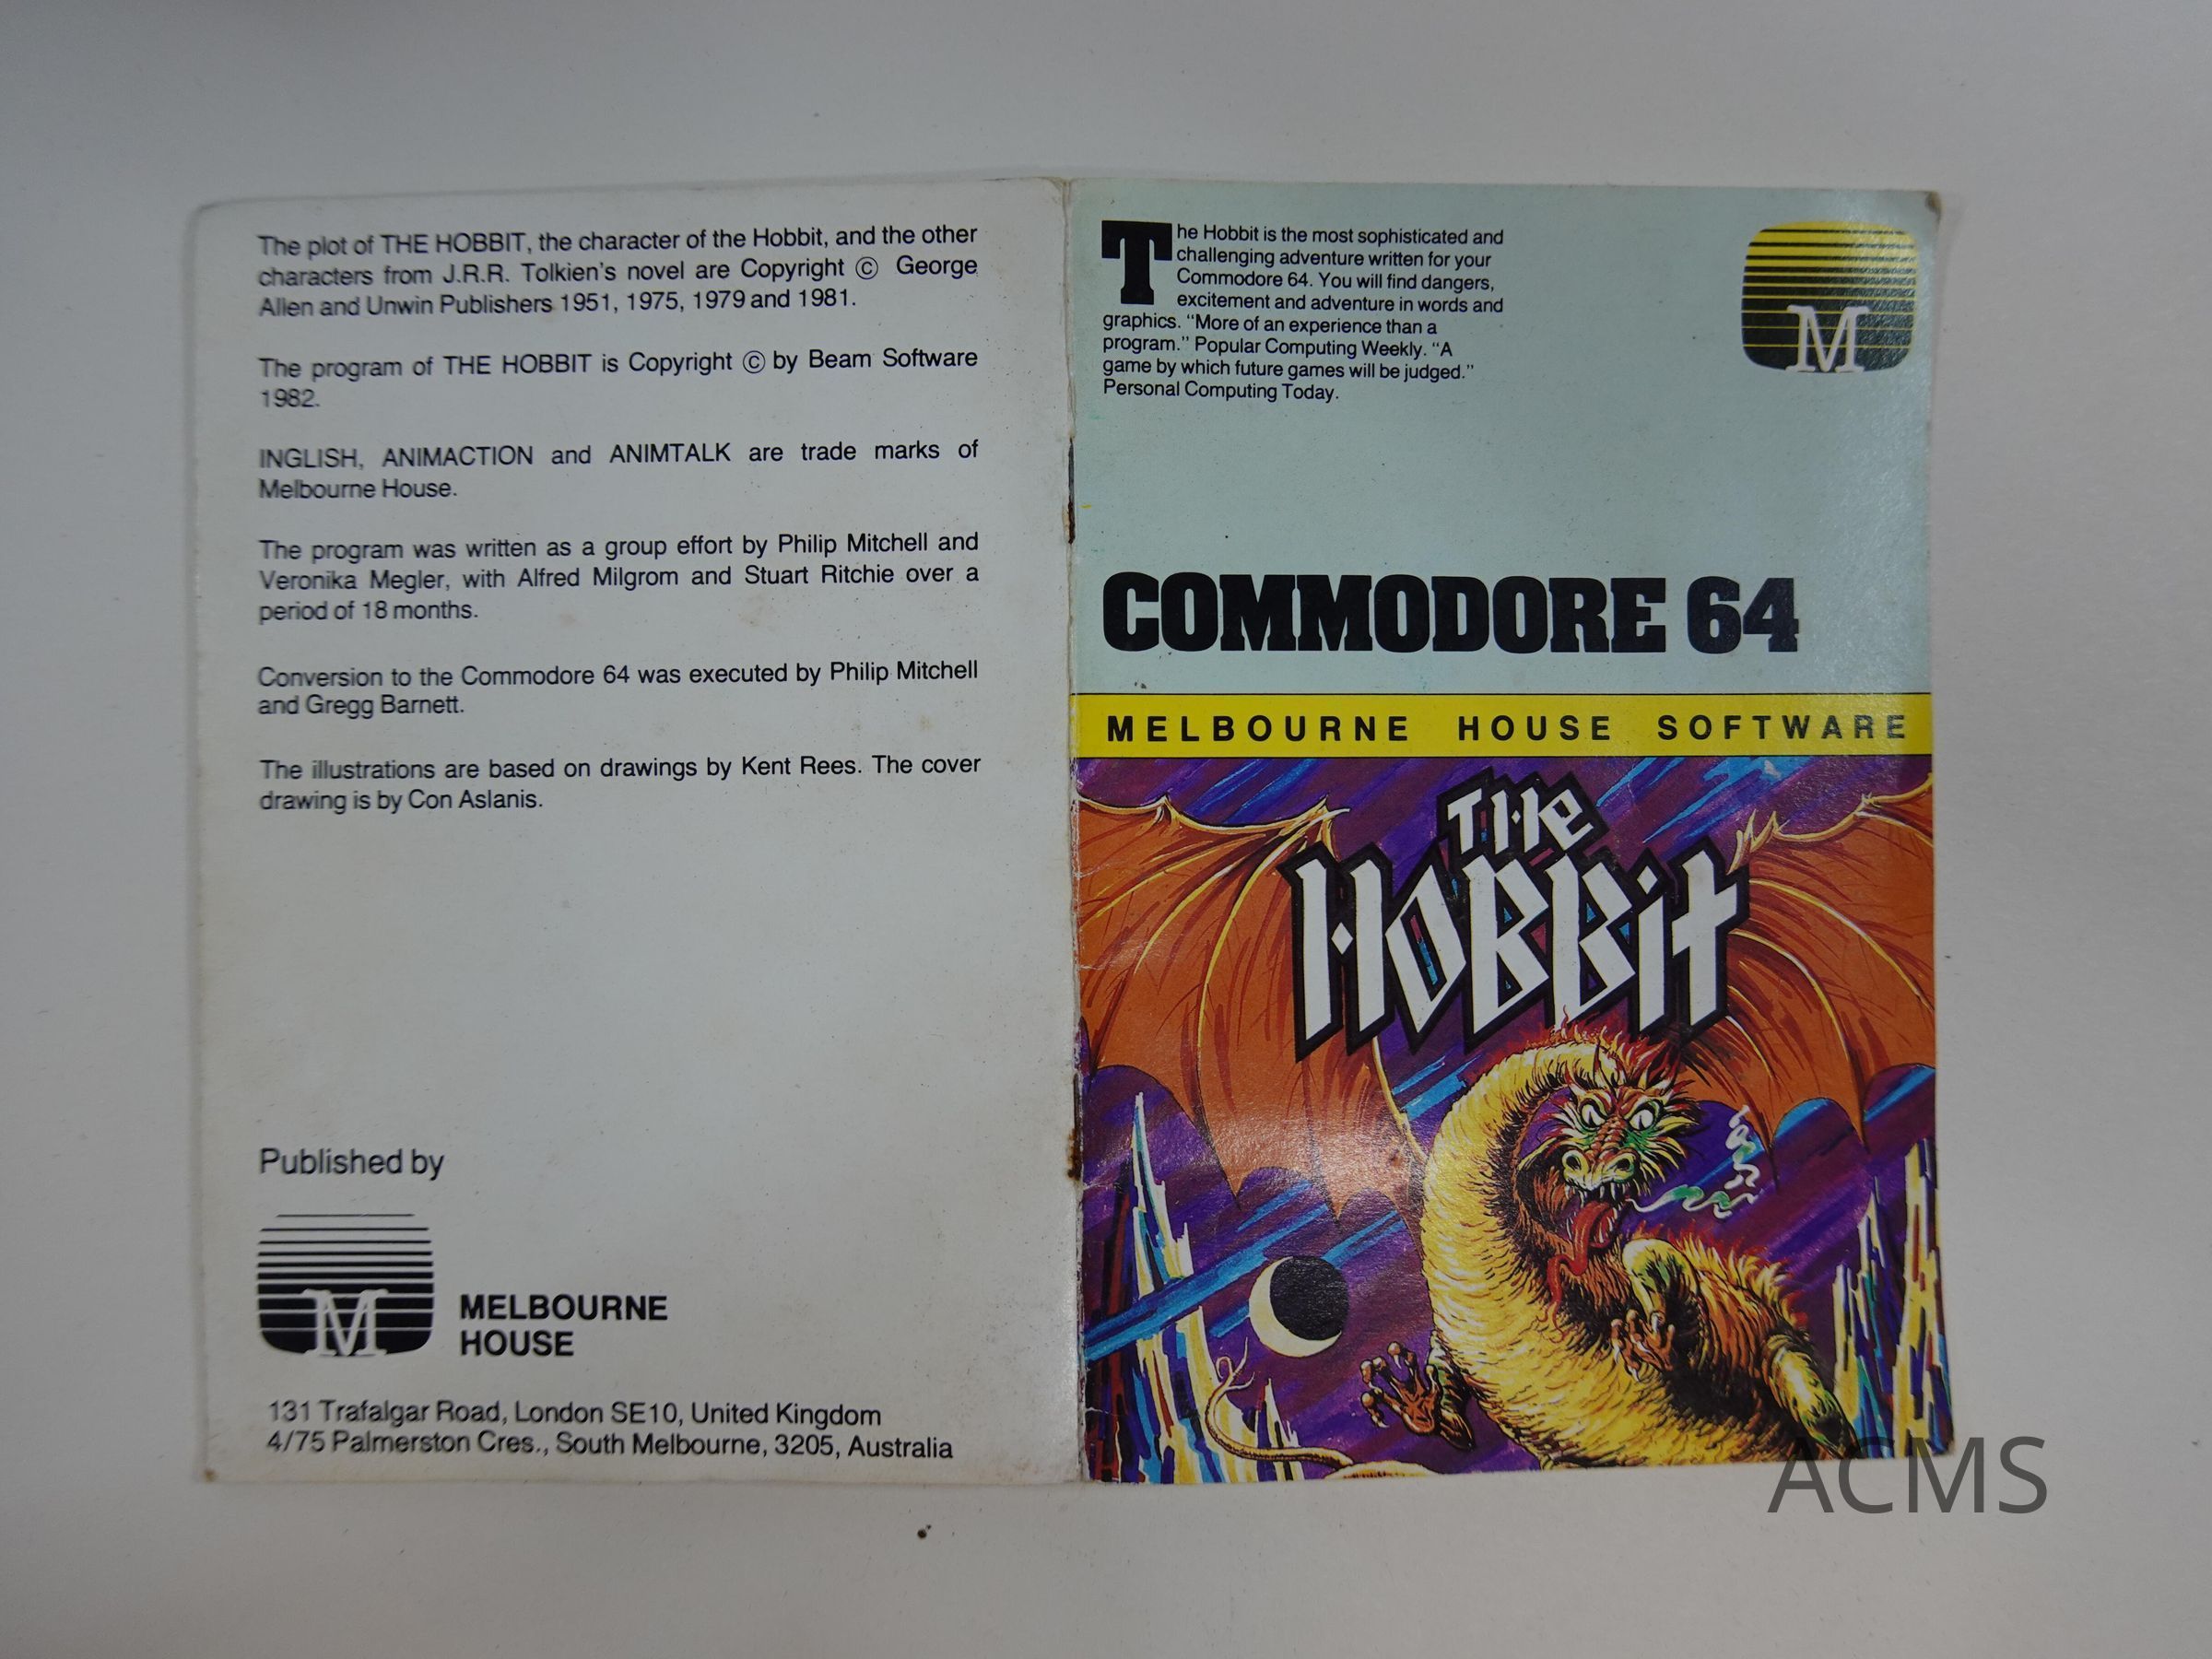 The plot of THE HOBBIT, the character of the Hobbit, and the other
characters from J.R.R. Tolkien's novel are Copyright © George
Allen and Unwin Publishers 1951, 1975, 1979 and 1981.
The program of THE HOBBIT is Copyright © by Beam Software
1982.
INGLISH, ANIMACTION and ANIMTALK are trade marks of
Melbourne House.
The program was written as a group effort by Philip Mitchell and
Veronika Megler, with Alfred Milgrom and Stuart Ritchie over a
period of 18 months.
Conversion to the Commodore 64 was executed by Philip Mitchell
and Gregg Barnett.
The illustrations are based on drawings by Kent Rees. The cover
drawing is by Con Aslanis.
Published by
M
MELBOURNE
HOUSE
131 Trafalgar Road, London SE10, United Kingdom
4/75 Palmerston Cres., South Melbourne, 3205, Australia
The Hobbit is the most sophisticated and
challenging adventure written for your
Commodore 64. You will find dangers,
excitement and adventure in words and
graphics. "More of an experience than a
program." Popular Computing Weekly. "A
game by which future games will be judged."
Personal Computing Today.
M
COMMODORE 64
MELBOURNE HOUSE SOFTWARE
The
HOBBit
ACMS